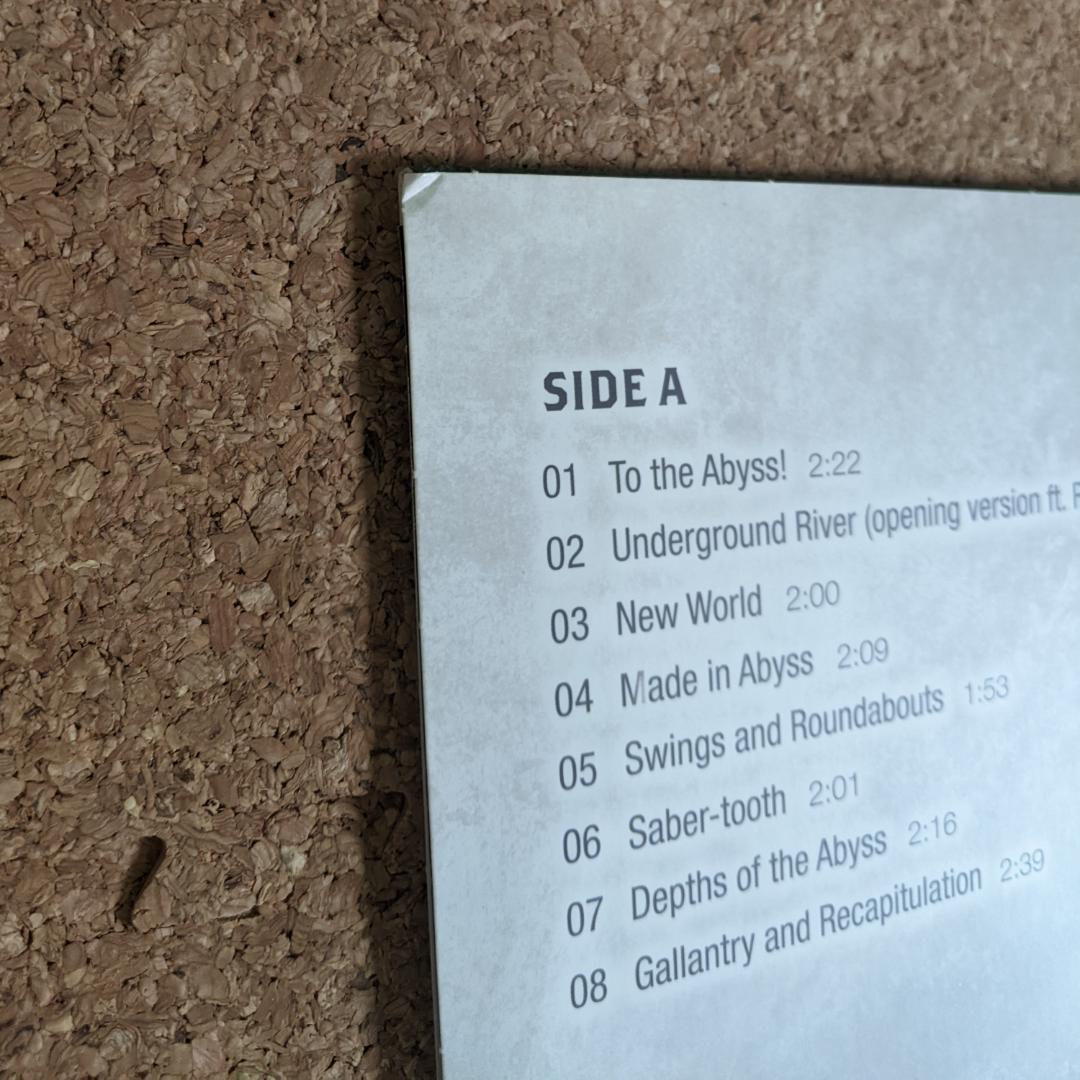 SIDE A
01 To the Abyss! 2:22
02 Underground River (opening version ft.
03 New World 2:00
04 Made in Abyss 2:09
05 Swings and Roundabouts 1:53
06 Saber-tooth 2:01
07 Depths of the Abyss 2:16
08 Gallantry and Recapitulation 2:39